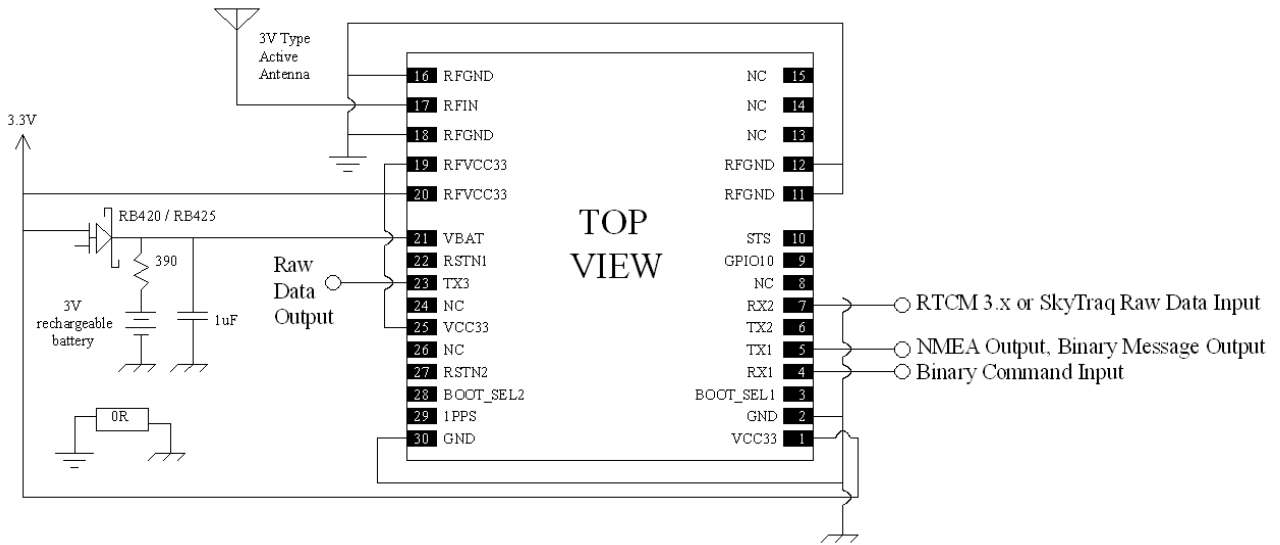 3V Type
Active
Antenna
3.3V
RB420 / RB425
390
3V
rechargeable
battery
1uF
0R
Raw
Data
Output
TOP
VIEW
16 RFGND
17 RFIN
18 RFGND
19 RFVCC33
20 RFVCC33
21 VBAT
22 RSTN1
23 TX3
24 NC
25 VCC33
26 NC
27 RSTN2
28 BOOT_SEL2
29 1PPS
30 GND
NC 15
NC 14
NC 13
RFGND 12
RFGND 11
STS 10
GPIO10 9
NC 8
RX2 7
TX2 6
TX1 5
RX1 4
BOOT_SEL1 3
GND 2
VCC33 1
RTCM 3.x or SkyTraq Raw Data Input
NMEA Output, Binary Message Output
Binary Command Input